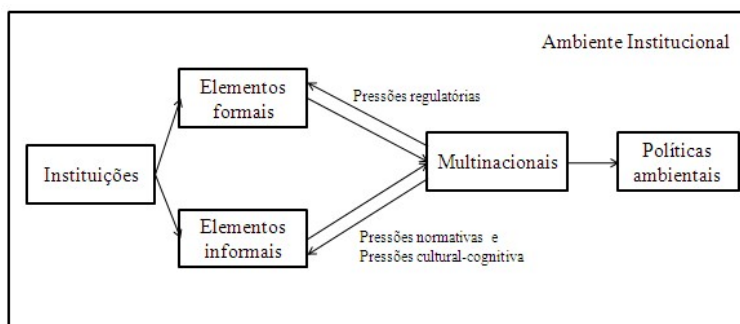 Ambiente Institucional
Elementos
formais
Pressões regulatórias
Instituições
Multinacionais
Políticas
ambientais
Elementos
informais
Pressões normativas e
Pressões cultural-cognitiva